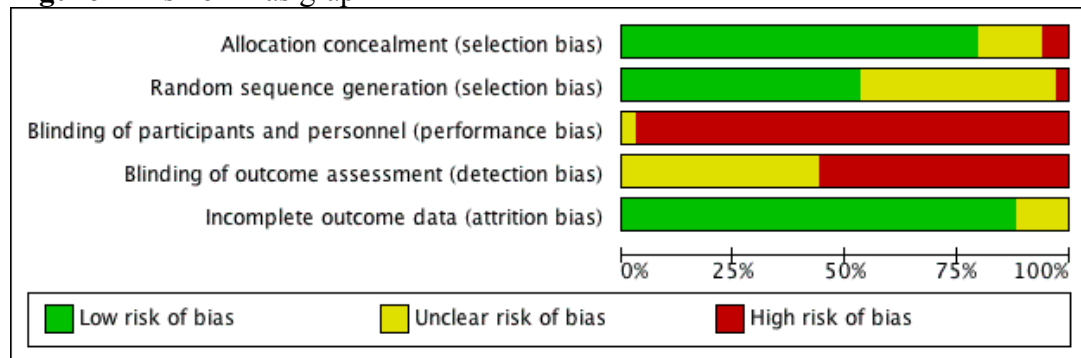 Allocation concealment (selection bias)
Random sequence generation (selection bias)
Blinding of participants and personnel (performance bias)
Blinding of outcome assessment (detection bias)
Incomplete outcome data (attrition bias)
0% 25% 50% 75% 100%
Low risk of bias Unclear risk of bias High risk of bias